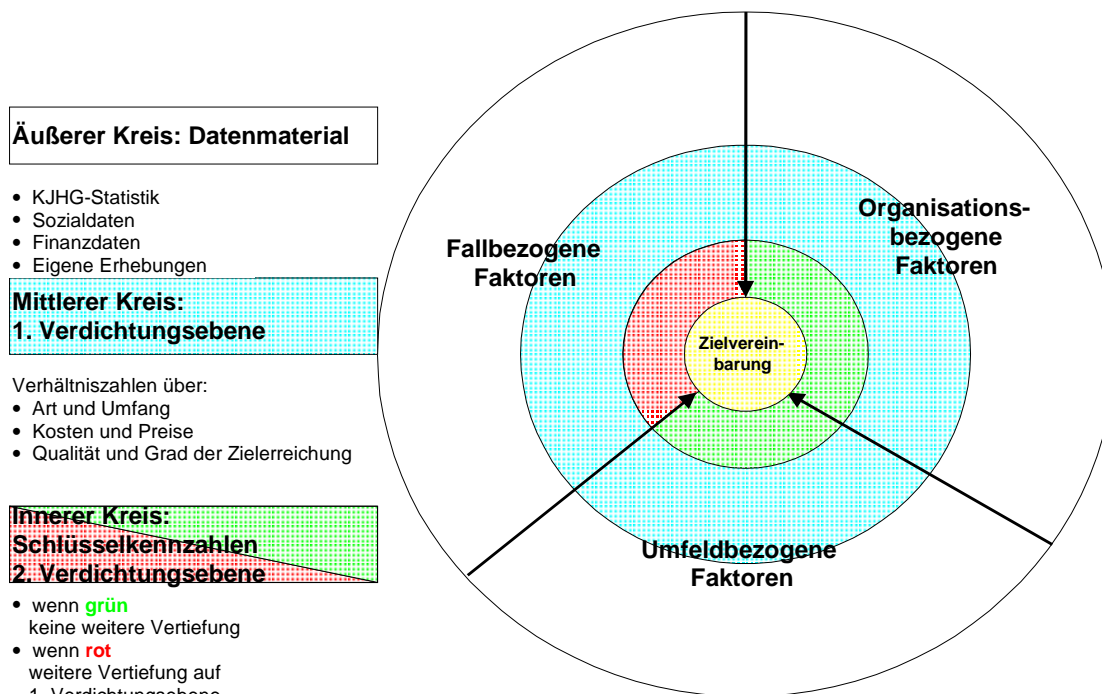 Äußerer Kreis: Datenmaterial
• KJHG-Statistik
• Sozialdaten
• Finanzdaten
• Eigene Erhebungen
Mittlerer Kreis:
1. Verdichtungsebene
Verhältniszahlen über:
• Art und Umfang
• Kosten und Preise
• Qualität und Grad der Zielerreichung
Innerer Kreis:
Schlüsselkennzahlen
2. Verdichtungsebene
• wenn grün
keine weitere Vertiefung
• wenn rot
weitere Vertiefung auf
1. Verdichtungsebene
Fallbezogene
Faktoren
Organisations-
bezogene
Faktoren
Zielverein-
barung
Umfeldbezogene
Faktoren